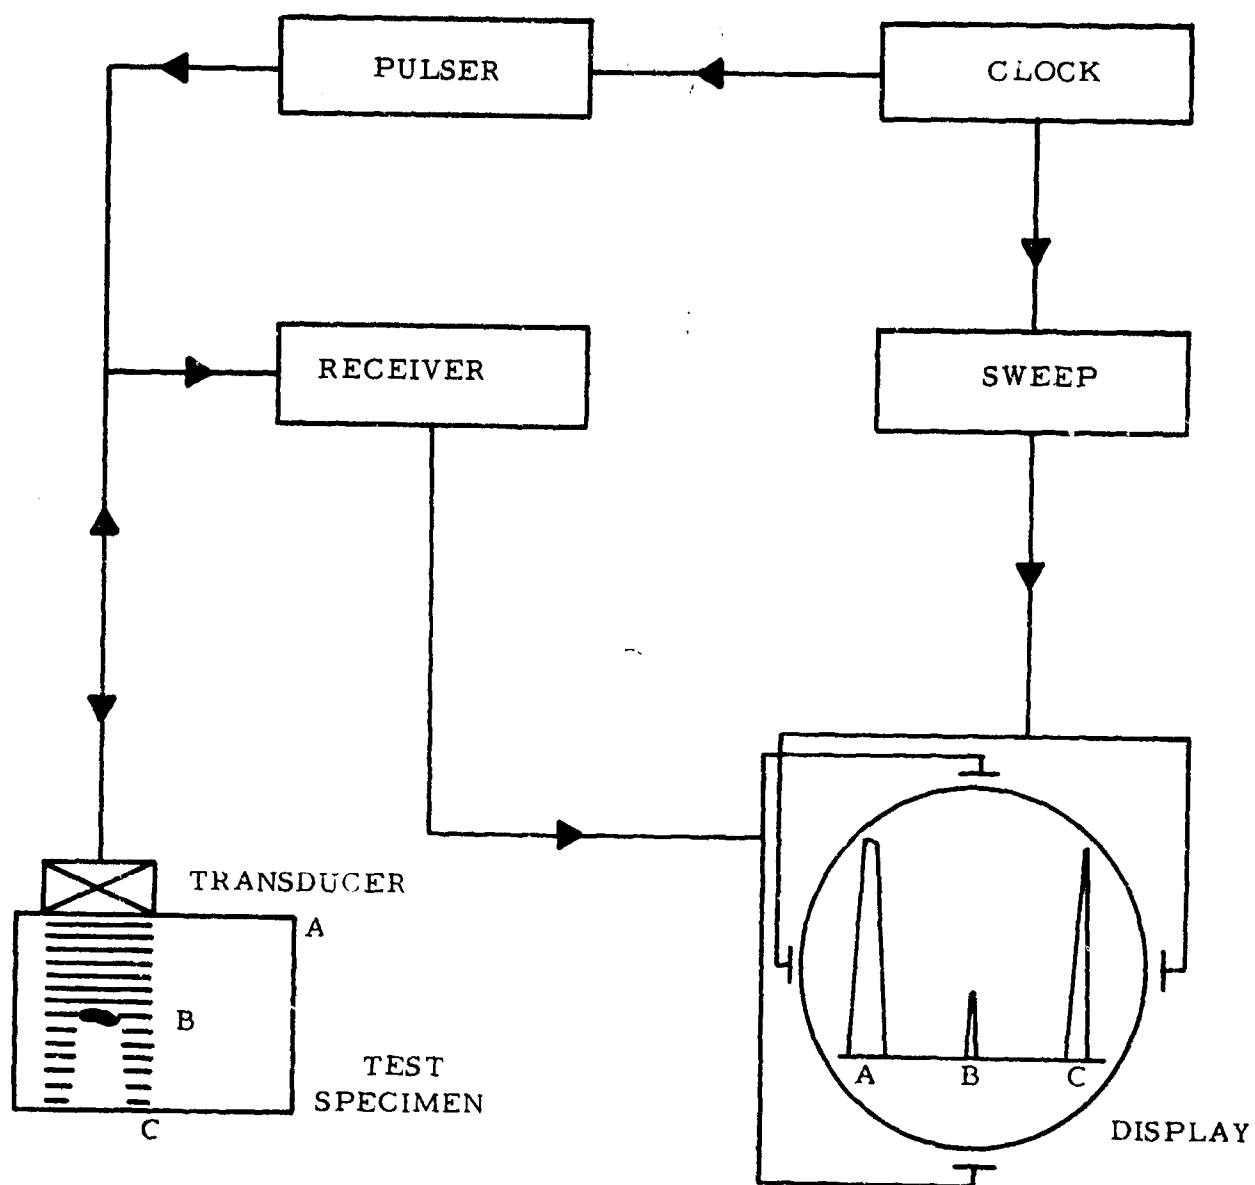 PULSER
CLOCK
RECEIVER
SWEEP
TRANSDUCER
A
B
TEST
SPECIMEN
C
A B C
DISPLAY